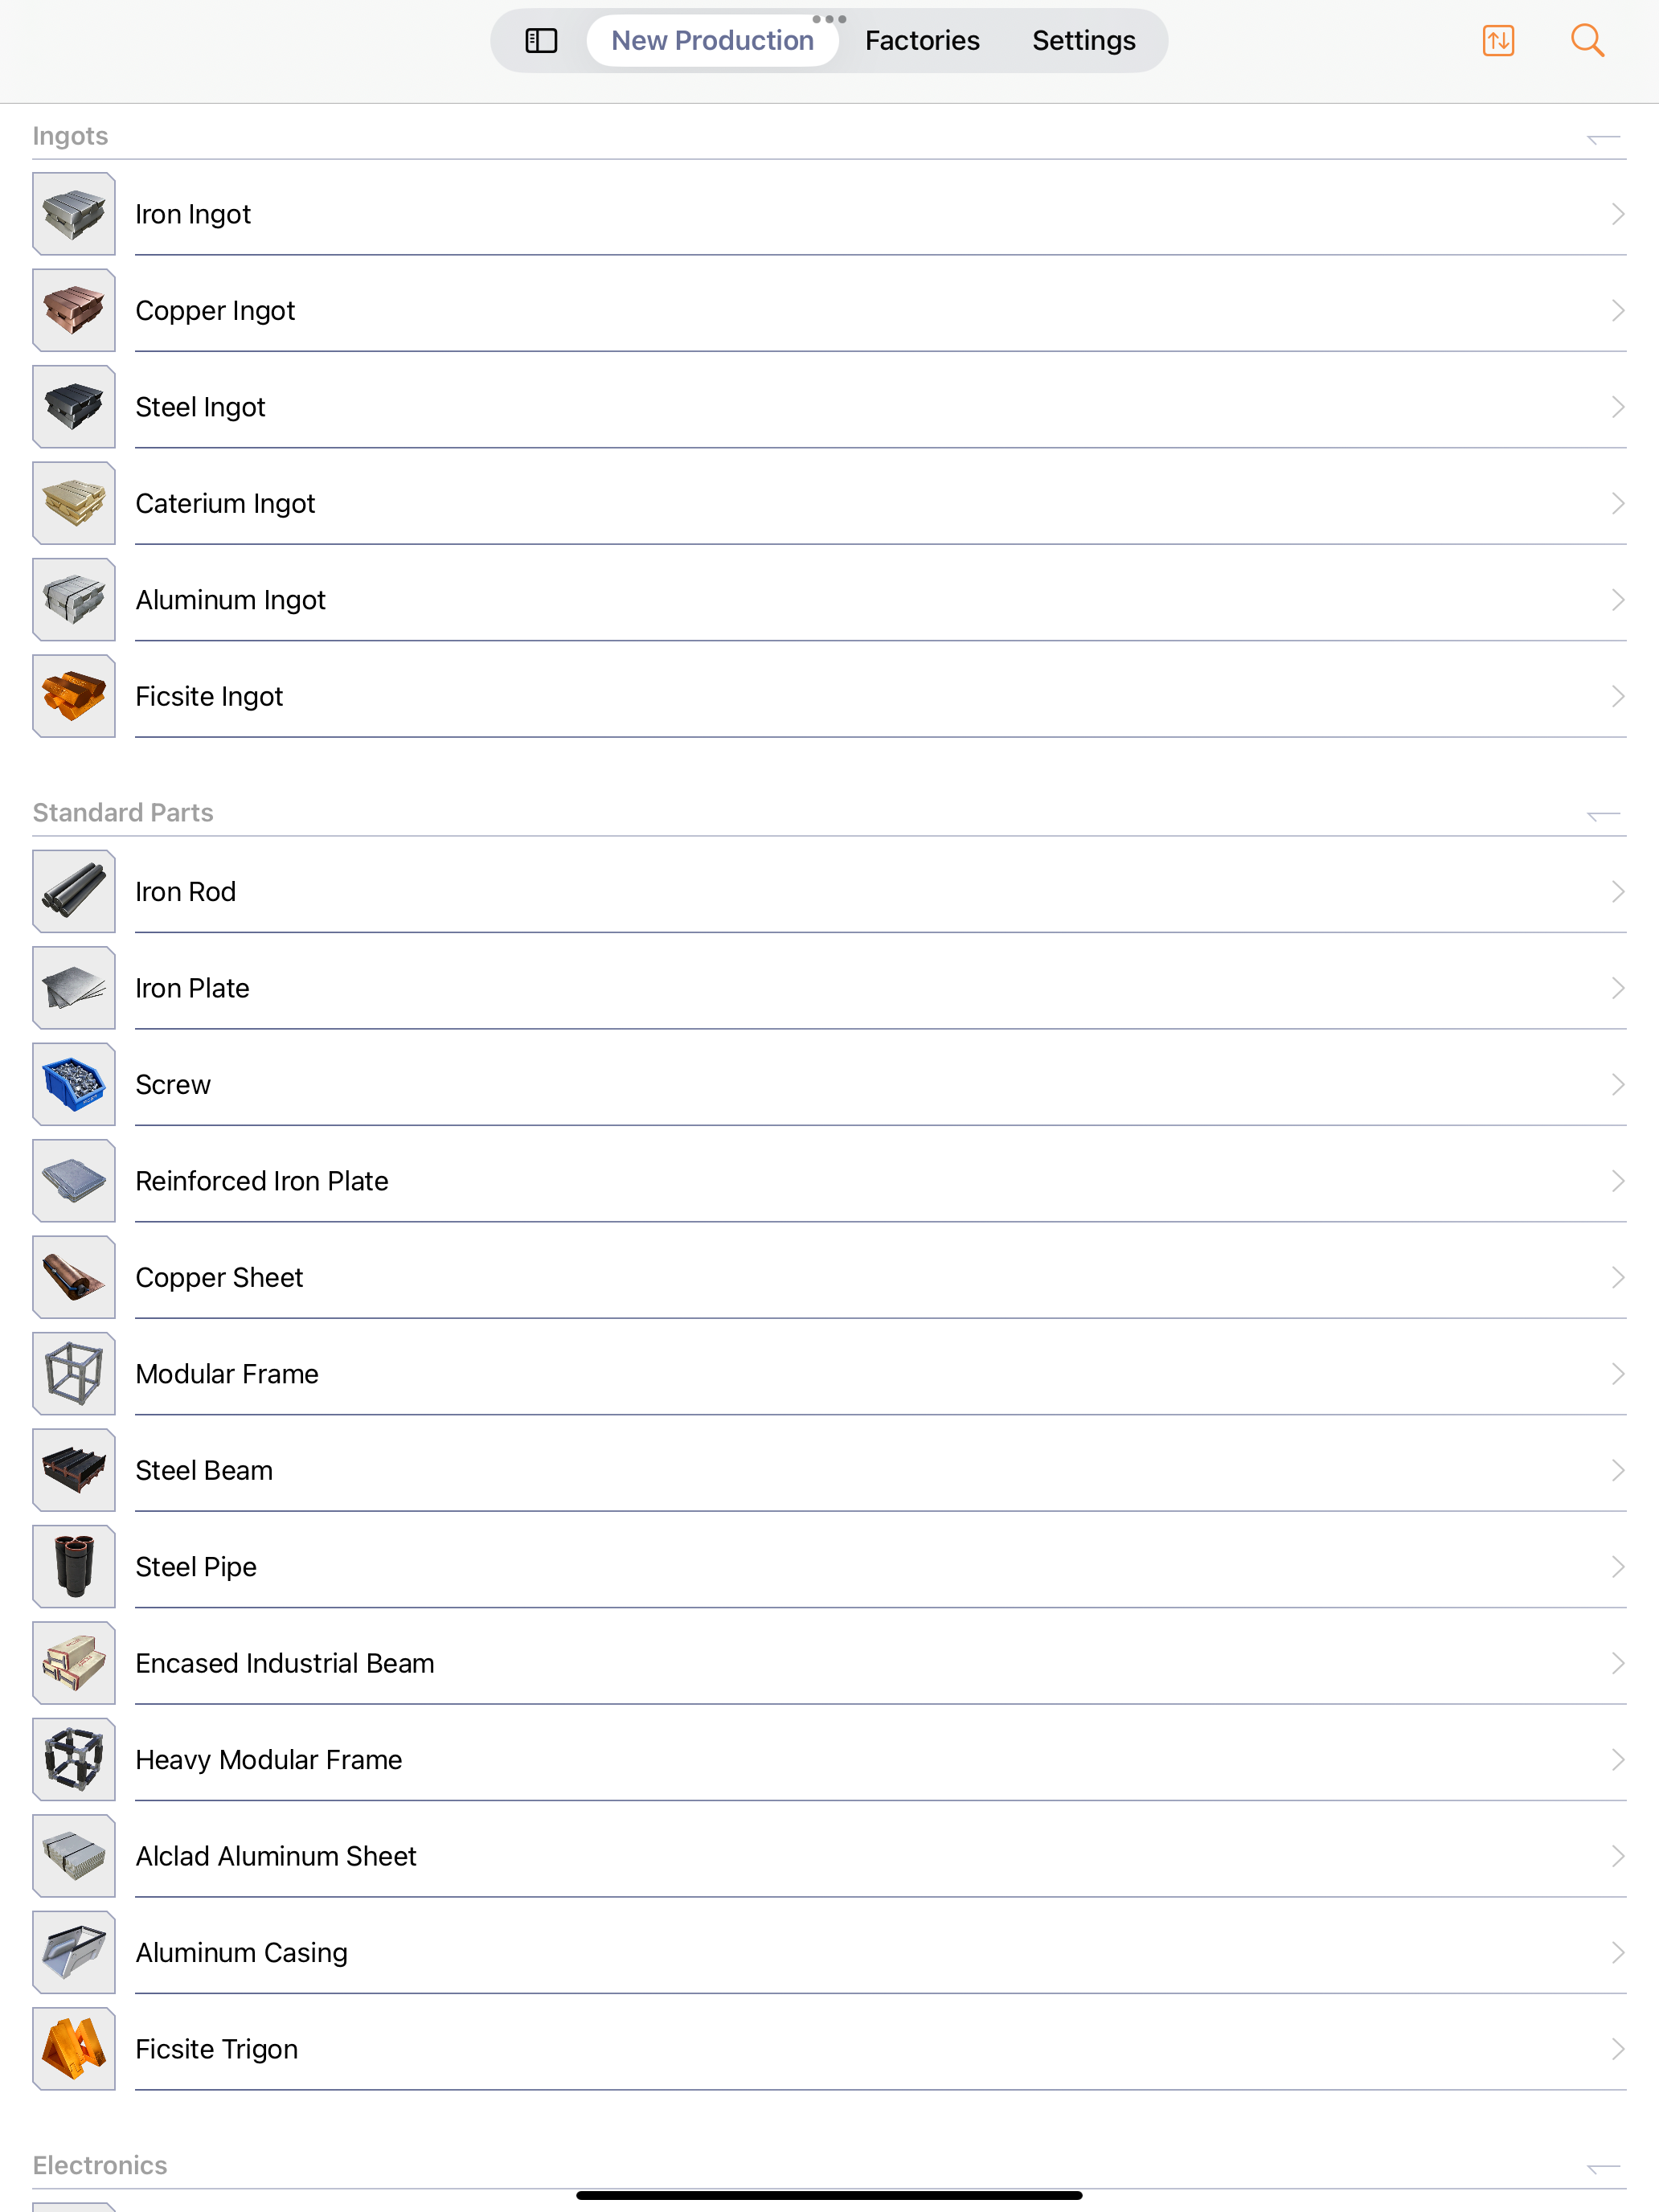 New Production
Factories
Settings
Ingots
Iron Ingot
Copper Ingot
Steel Ingot
Caterium Ingot
Aluminum Ingot
Ficsite Ingot
Standard Parts
Iron Rod
Iron Plate
Screw
Reinforced Iron Plate
Copper Sheet
Modular Frame
Steel Beam
Steel Pipe
Encased Industrial Beam
Heavy Modular Frame
Alclad Aluminum Sheet
Aluminum Casing
Ficsite Trigon
Electronics